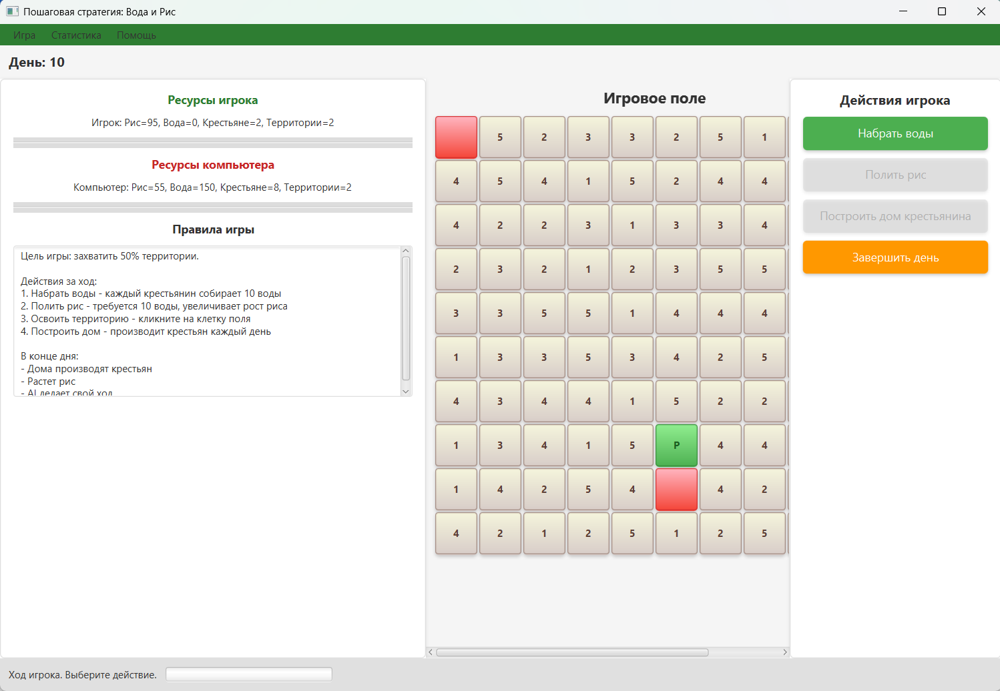 Пошаговая стратегия: Вода и Рис
Игра Статистика Помощь
День: 10
Ресурсы игрока
Игрок: Рис=95, Вода=0, Крестьяне=2, Территории=2
Ресурсы компьютера
Компьютер: Рис=55, Вода=150, Крестьяне=8, Территории=2
Правила игры
Цель игры: захватить 50% территории.
Действия за ход:
1. Набрать воды - каждый крестьянин собирает 10 воды
2. Полить рис - требуется 10 воды, увеличивает рост риса
3. Освоить территорию - кликните на клетку поля
4. Построить дом - производит крестьян каждый день
В конце дня:
- Дома производят крестьян
- Растет рис
- AI делает свой ход
Игровое поле
5 2 3 3 2 5 1
4 5 4 1 5 2 4 4
4 2 2 3 1 3 3 4
2 3 2 1 2 3 5 5
3 3 5 5 1 4 4 4
1 3 3 5 3 4 2 5
4 3 4 4 1 5 2 2
1 3 4 1 5 P 4 4
1 4 2 5 4 4 2
4 2 1 2 5 1 2 5
Действия игрока
Набрать воды
Полить рис
Построить дом крестьянина
Завершить день
Ход игрока. Выберите действие.